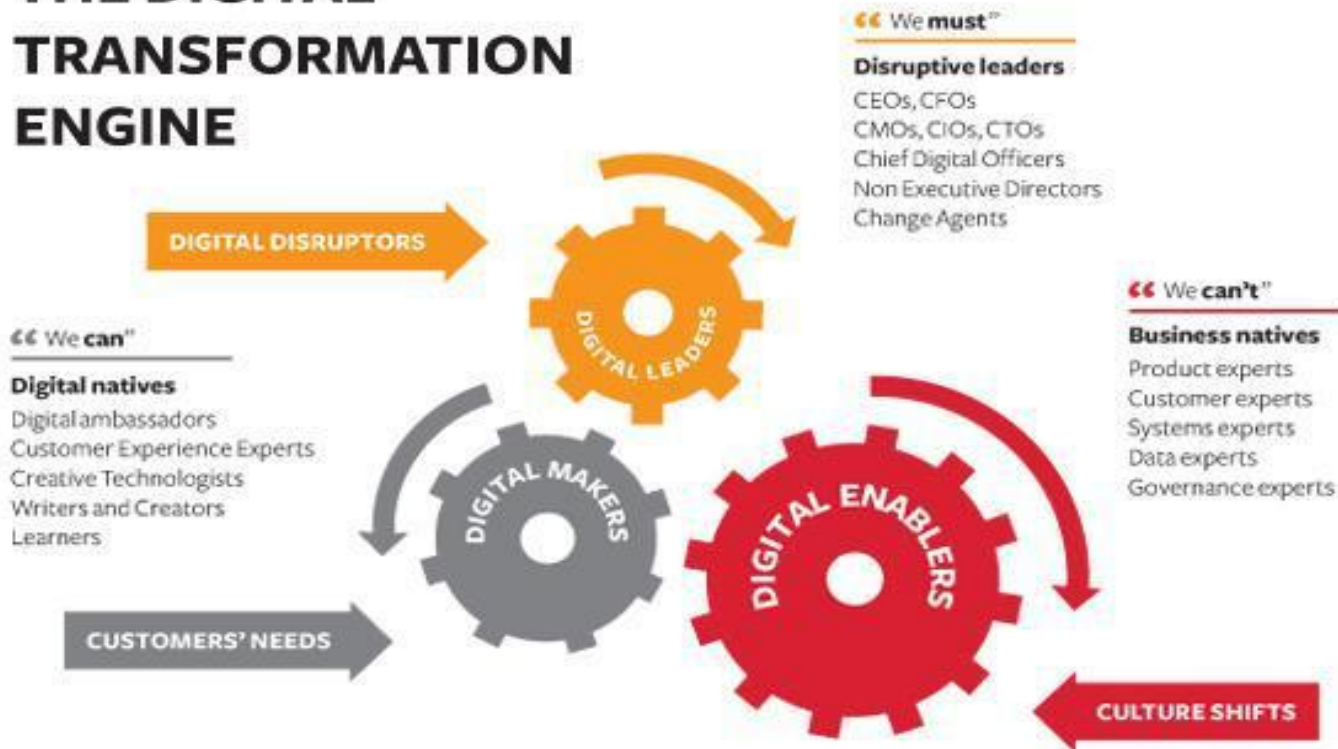 THE DIGITAL
TRANSFORMATION
ENGINE
“ We must”
Disruptive leaders
CEOs, CFOs
CMOs, CIOs, CTOs
Chief Digital Officers
Non Executive Directors
Change Agents
DIGITAL DISRUPTORS
DIGITAL LEADERS
“ We can”
Digital natives
Digital ambassadors
Customer Experience Experts
Creative Technologists
Writers and Creators
Learners
“ We can’t”
Business natives
Product experts
Customer experts
Systems experts
Data experts
Governance experts
DIGITAL MAKERS
DIGITAL ENABLERS
CUSTOMERS’ NEEDS
CULTURE SHIFTS